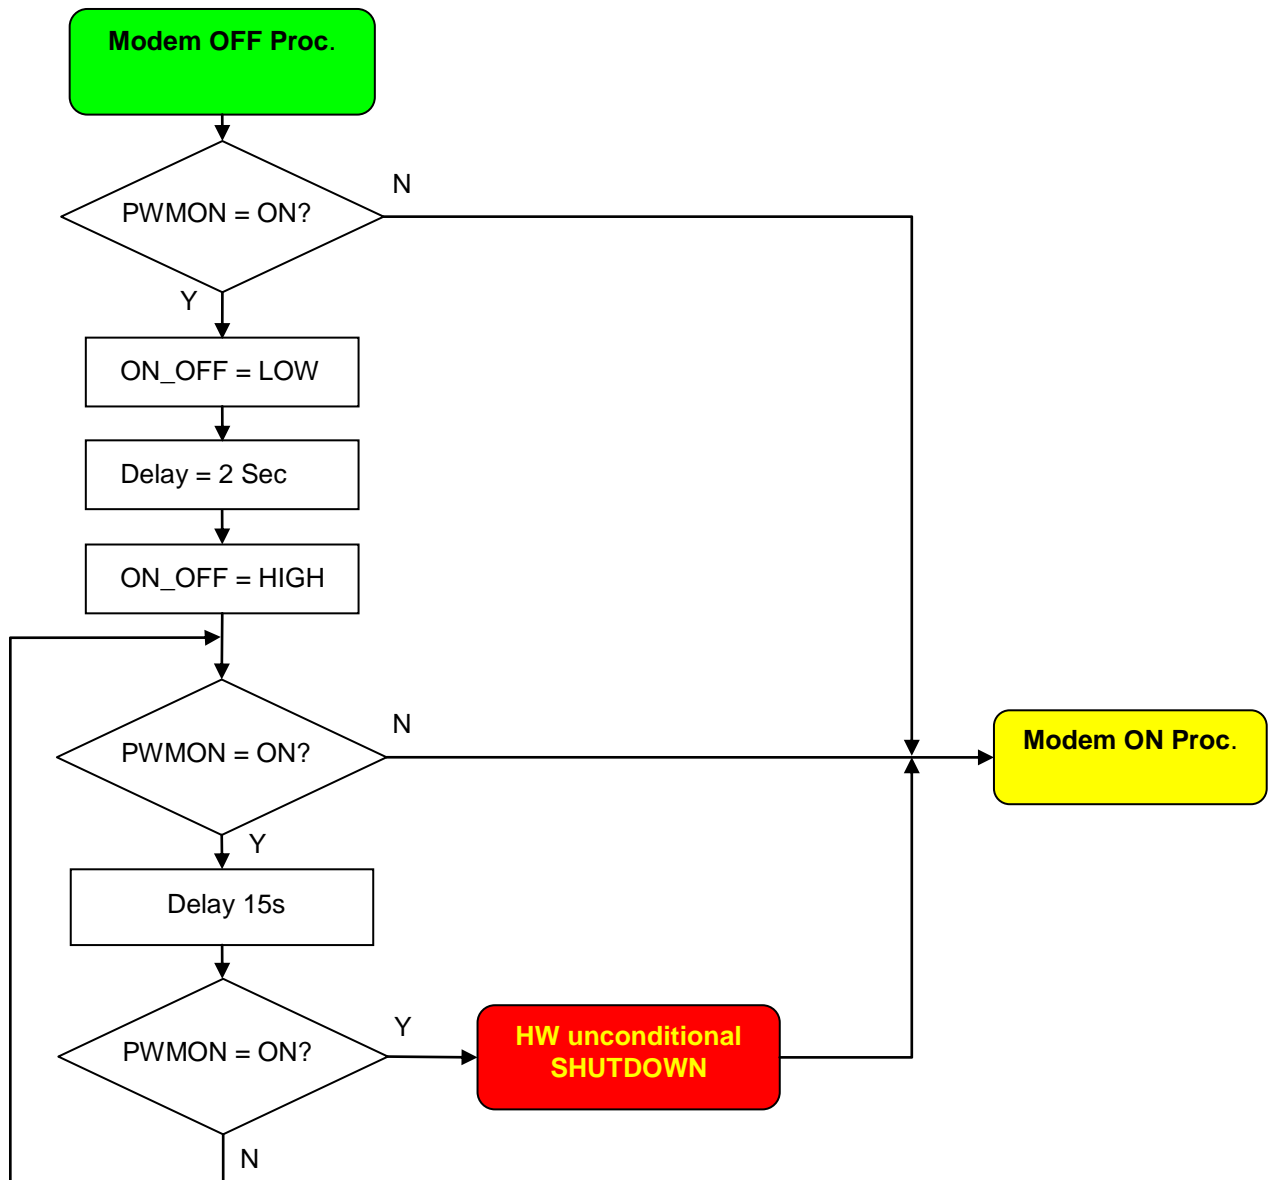 Modem OFF Proc.
PWMON = ON?
N
Y
ON_OFF = LOW
Delay = 2 Sec
ON_OFF = HIGH
PWMON = ON?
N
Modem ON Proc.
Y
Delay 15s
PWMON = ON?
Y
HW unconditional
SHUTDOWN
N